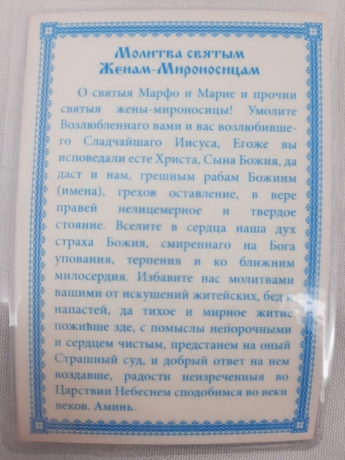 Молитва святым
Женам-Мироносицам
О святыя Марфо и Марие и прочии
святыя жены-мироносицы! Умолите
Возлюбленнаго вами и вас возлюбивше-
го Сладчайшаго Иисуса, Егоже вы
исповедали есте Христа, Сына Божия, да
даст и нам, грешным рабам Божиим
(имена), грехов оставление, в вере
правей нелицемерное и твердое
стояние. Вселите в сердца наша дух
страха Божия, смиреннаго на Бога
упования, терпения и ко ближним
милосердия. Избавите нас молитвами
вашими от искушений житейских, бед и
напастей, да тихое и мирное житие
поживше зде, с помыслы непорочными
и сердцем чистым, предстанем на оный
Страшный суд, и добрый ответ на нем
воздавше, радости неизреченныя во
Царствии Небеснем сподобимся во веки
веков. Аминь.